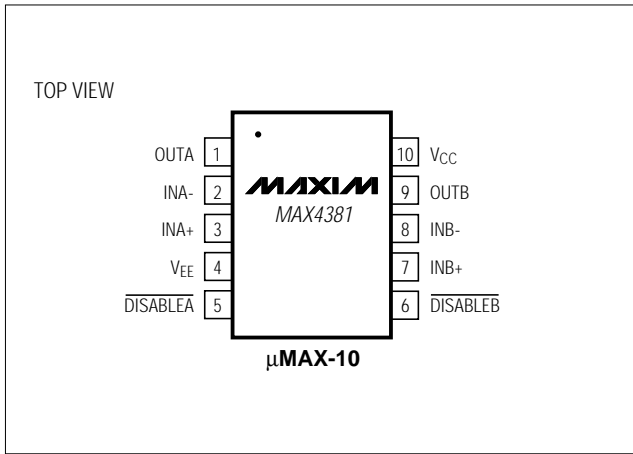 TOP VIEW
OUTA 1
INA- 2
INA+ 3
VEE 4
DISABLEA 5
MAXIM
MAX4381
10 VCC
9 OUTB
8 INB-
7 INB+
6 DISABLEB
μMAX-10